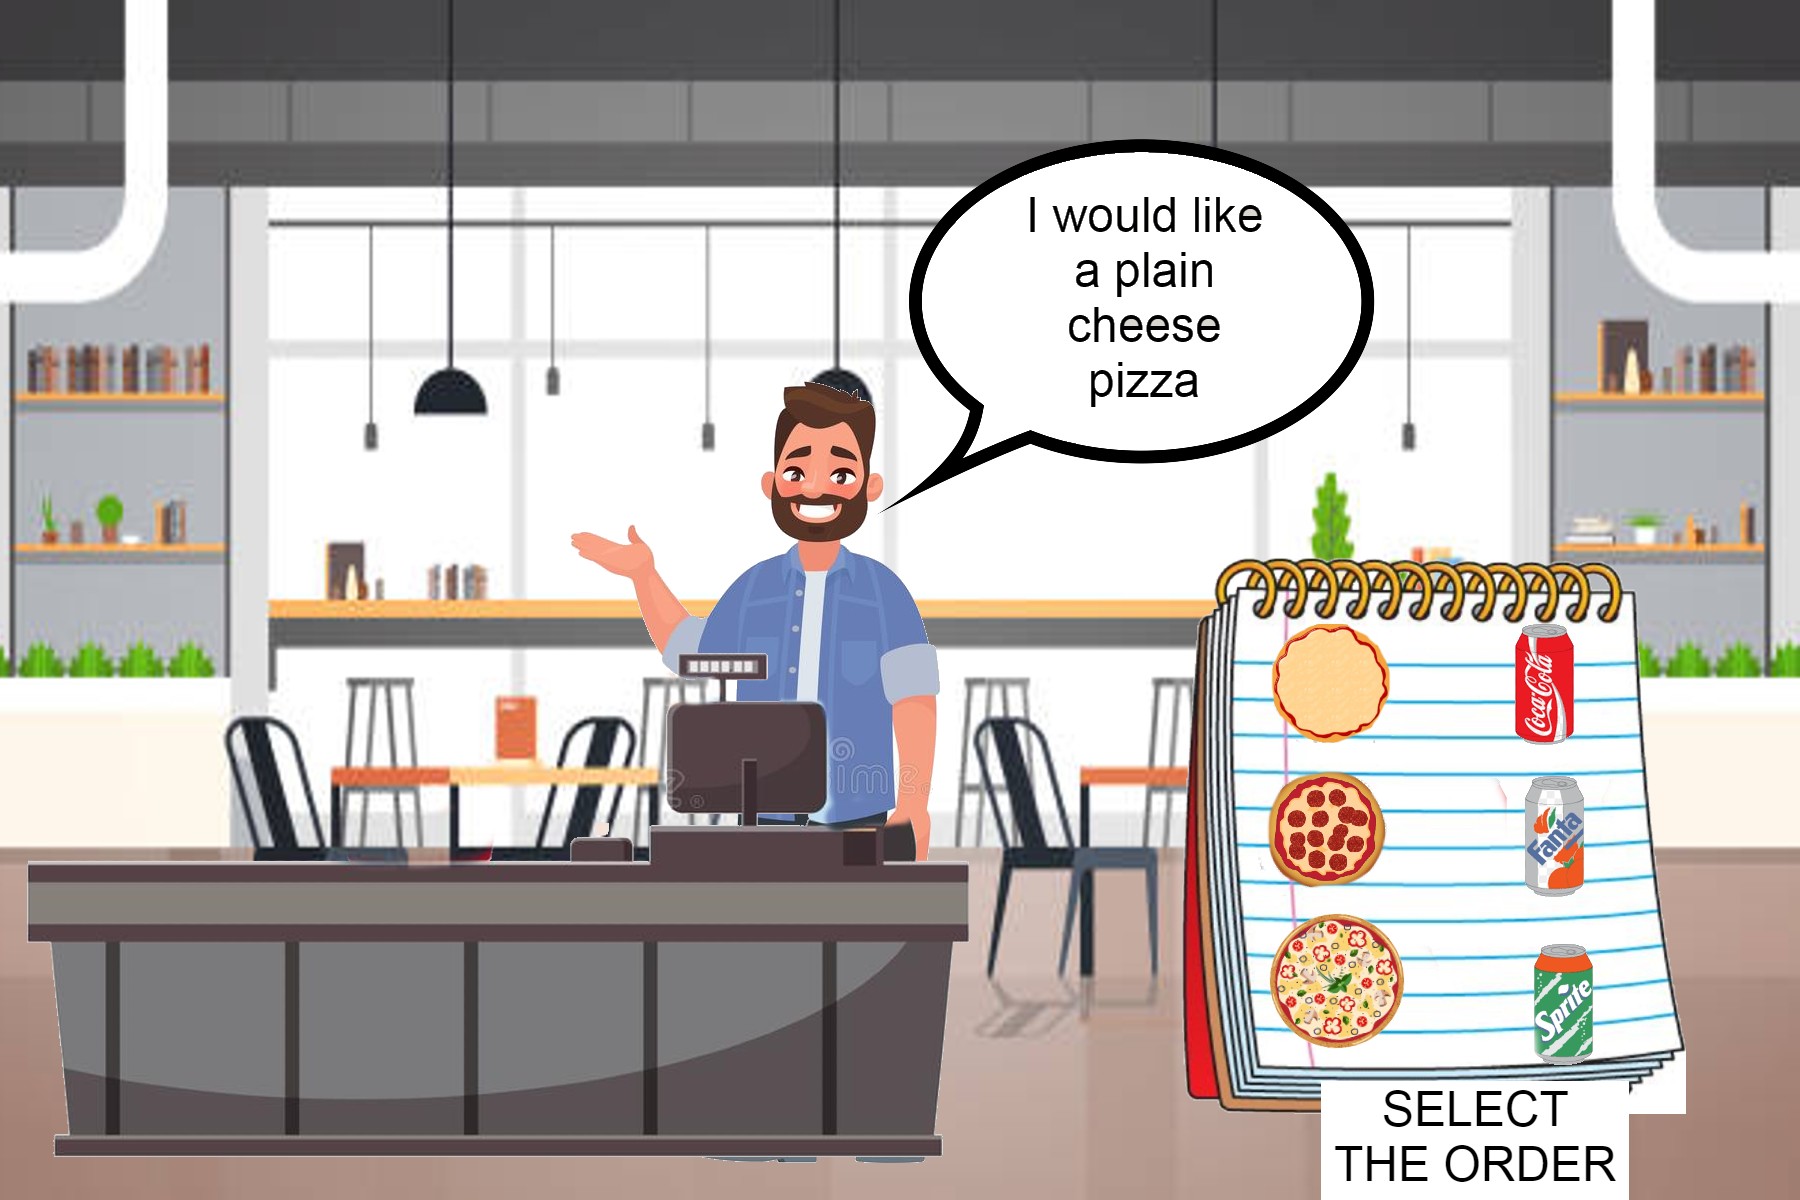 I would like
a plain
cheese
pizza
Coca-Cola
Fanta
Sprite
SELECT
THE ORDER